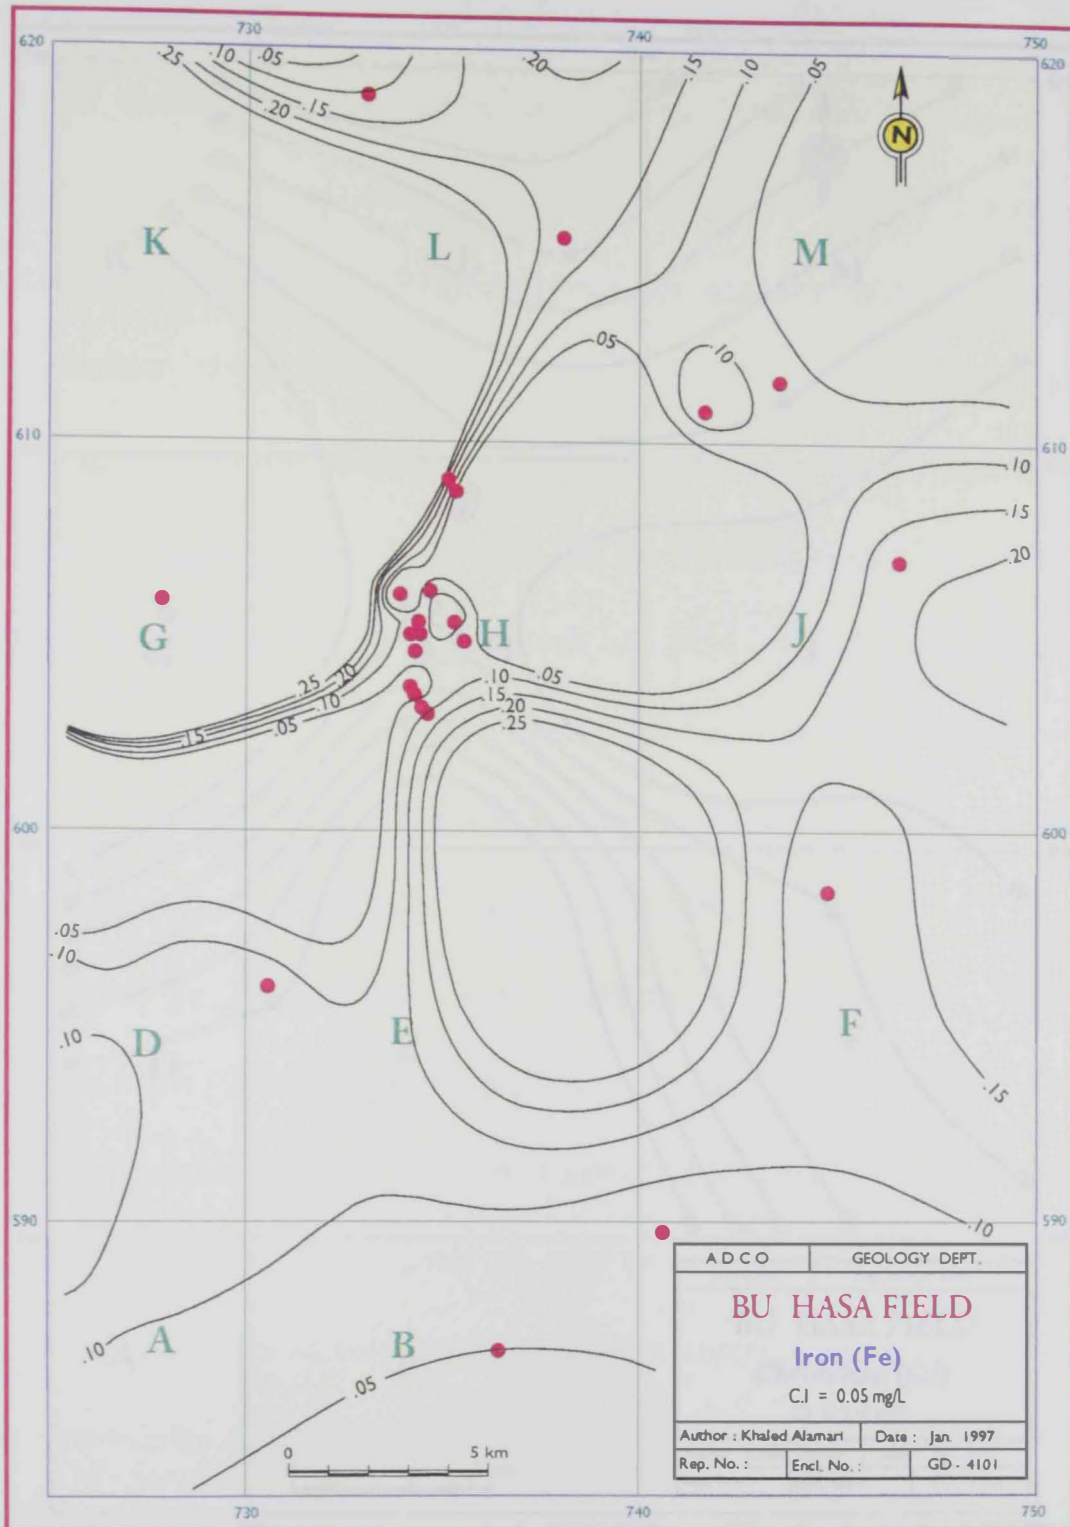 730
740
750
620
620
.25
.10
.05
.20
.15
.10
.05
.15
.20
N
K
L
M
.05
.10
610
610
.10
.15
.20
G
H
J
.25
.20
.10
.05
.15
.05
.10
.15
.20
.25
600
600
.05
.10
.10
D
E
F
.15
590
590
.10
A D C O
GEOLOGY DEPT.
BU HASA FIELD
Iron (Fe)
C.I = 0.05 mg/L
Author : Khaled Alamari
Date : Jan. 1997
Rep. No. :
Encl. No. :
GD - 4101
.10
A
B
.05
0
5 km
730
740
750